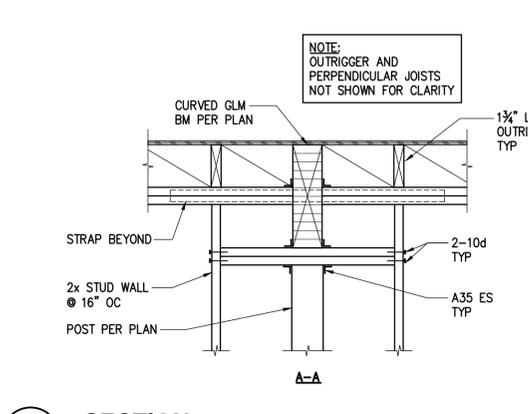 NOTE:
OUTRIGGER AND
PERPENDICULAR JOISTS
NOT SHOWN FOR CLARITY
CURVED GLM
BM PER PLAN
1¾" L
OUTRI
TYP
STRAP BEYOND
2-10d
TYP
2x STUD WALL
@ 16" OC
A35 ES
TYP
POST PER PLAN
A-A